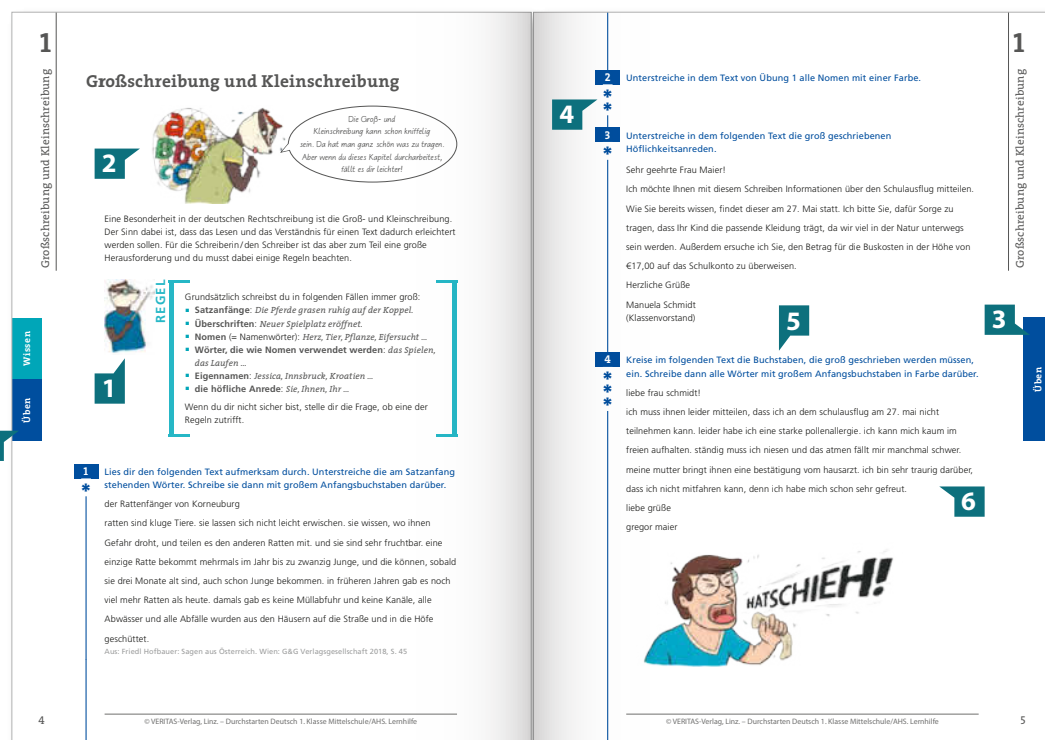 1
Großschreibung und Kleinschreibung
Großschreibung und Kleinschreibung
Die Groß- und
Kleinschreibung kann schon kniffelig
sein. Da hat man ganz schön was zu tragen.
Aber wenn du dieses Kapitel durcharbeitest,
fällt es dir leichter!
aA
BbG
cC
2
Eine Besonderheit in der deutschen Rechtschreibung ist die Groß- und Kleinschreibung.
Der Sinn dabei ist, dass das Lesen und das Verständnis für einen Text dadurch erleichtert
werden sollen. Für die Schreiberin/den Schreiber ist das aber zum Teil eine große
Herausforderung und du musst dabei einige Regeln beachten.
REGEL
Grundsätzlich schreibst du in folgenden Fällen immer groß:
▪ Satzanfänge: Die Pferde grasen ruhig auf der Koppel.
▪ Überschriften: Neuer Spielplatz eröffnet.
▪ Nomen (= Namenwörter): Herz, Tier, Pflanze, Eifersucht ...
▪ Wörter, die wie Nomen verwendet werden: das Spielen,
das Laufen ...
▪ Eigennamen: Jessica, Innsbruck, Kroatien ...
▪ die höfliche Anrede: Sie, Ihnen, Ihr ...
Wenn du dir nicht sicher bist, stelle dir die Frage, ob eine der
Regeln zutrifft.
1
Wissen
Üben
1 Lies dir den folgenden Text aufmerksam durch. Unterstreiche die am Satzanfang
* stehenden Wörter. Schreibe sie dann mit großem Anfangsbuchstaben darüber.
der Rattenfänger von Korneuburg
ratten sind kluge Tiere. sie lassen sich nicht leicht erwischen. sie wissen, wo ihnen
Gefahr droht, und teilen es den anderen Ratten mit. und sie sind sehr fruchtbar. eine
einzige Ratte bekommt mehrmals im Jahr bis zu zwanzig Junge, und die können, sobald
sie drei Monate alt sind, auch schon Junge bekommen. in früheren Jahren gab es noch
viel mehr Ratten als heute. damals gab es keine Müllabfuhr und keine Kanäle, alle
Abwässer und alle Abfälle wurden aus den Häusern auf die Straße und in die Höfe
geschüttet.
Aus: Friedl Hofbauer: Sagen aus Österreich. Wien: G&G Verlagsgesellschaft 2018, S. 45
4
© VERITAS-Verlag, Linz. – Durchstarten Deutsch 1. Klasse Mittelschule/AHS. Lernhilfe
1
Großschreibung und Kleinschreibung
2 Unterstreiche in dem Text von Übung 1 alle Nomen mit einer Farbe.
*
*
4
3 Unterstreiche in dem folgenden Text die groß geschriebenen
* Höflichkeitsanreden.
Sehr geehrte Frau Maier!
Ich möchte Ihnen mit diesem Schreiben Informationen über den Schulausflug mitteilen.
Wie Sie bereits wissen, findet dieser am 27. Mai statt. Ich bitte Sie, dafür Sorge zu
tragen, dass Ihr Kind die passende Kleidung trägt, da wir viel in der Natur unterwegs
sein werden. Außerdem ersuche ich Sie, den Betrag für die Buskosten in der Höhe von
€17,00 auf das Schulkonto zu überweisen.
Herzliche Grüße
Manuela Schmidt
(Klassenvorstand)
5
3
Üben
4 Kreise im folgenden Text die Buchstaben, die groß geschrieben werden müssen,
* ein. Schreibe dann alle Wörter mit großem Anfangsbuchstaben in Farbe darüber.
*
*
liebe frau schmidt!
ich muss ihnen leider mitteilen, dass ich an dem schulausflug am 27. mai nicht
teilnehmen kann. leider habe ich eine starke pollenallergie. ich kann mich kaum im
freien aufhalten. ständig muss ich niesen und das atmen fällt mir manchmal schwer.
meine mutter bringt ihnen eine bestätigung vom hausarzt. ich bin sehr traurig darüber,
dass ich nicht mitfahren kann, denn ich habe mich schon sehr gefreut.
liebe grüße
gregor maier
6
HATSCHIEH!
© VERITAS-Verlag, Linz. – Durchstarten Deutsch 1. Klasse Mittelschule/AHS. Lernhilfe
5